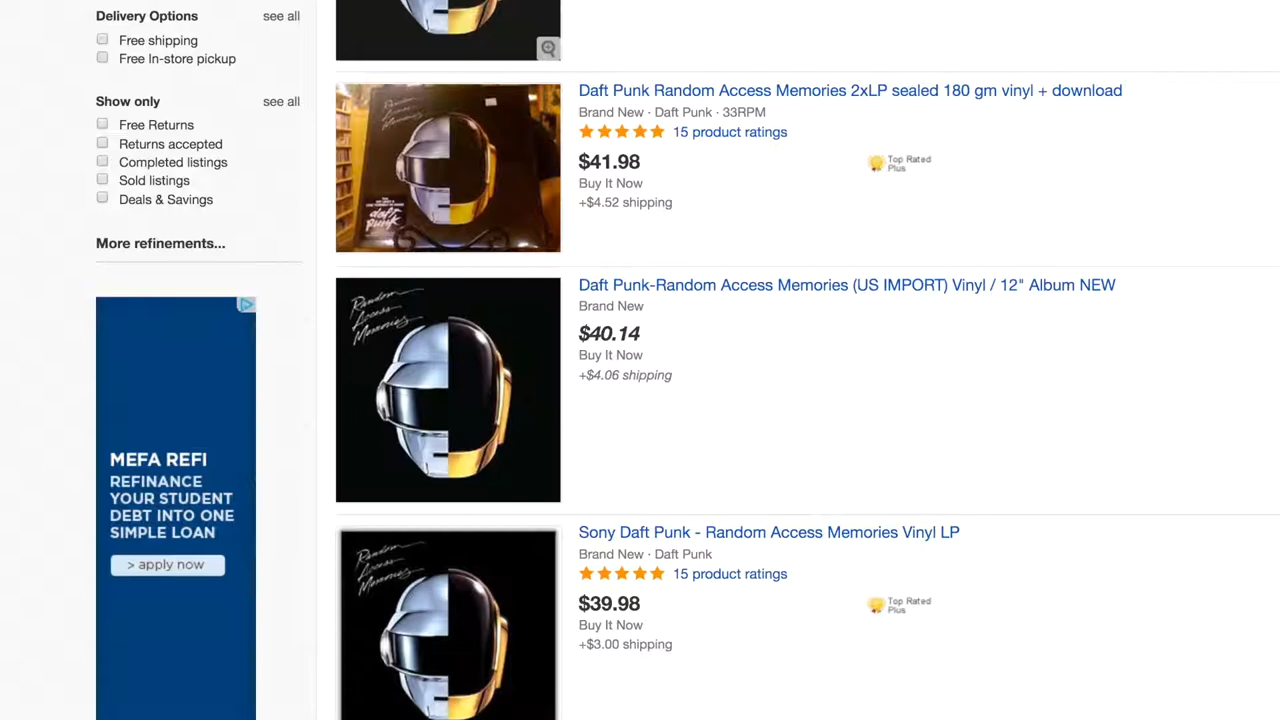 Delivery Options see all
Free shipping
Free In-store pickup
Show only see all
Free Returns
Returns accepted
Completed listings
Sold listings
Deals & Savings
More refinements...
MEFA REFI
REFINANCE
YOUR STUDENT
DEBT INTO ONE
SIMPLE LOAN
> apply now
Random
Access
Memories
daft
punk
Daft Punk Random Access Memories 2xLP sealed 180 gm vinyl + download
Brand New · Daft Punk · 33RPM
15 product ratings
$41.98
Top Rated
Plus
Buy It Now
+$4.52 shipping
Random
Access
Memories
Daft Punk-Random Access Memories (US IMPORT) Vinyl / 12" Album NEW
Brand New
$40.14
Buy It Now
+$4.06 shipping
Random
Access
Memories
Sony Daft Punk - Random Access Memories Vinyl LP
Brand New · Daft Punk
15 product ratings
$39.98
Top Rated
Plus
Buy It Now
+$3.00 shipping